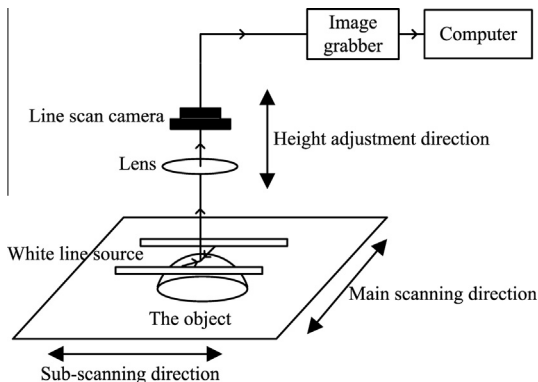 Image
grabber
Computer
Line scan camera
Height adjustment direction
Lens
White line source
Main scanning direction
The object
Sub-scanning direction